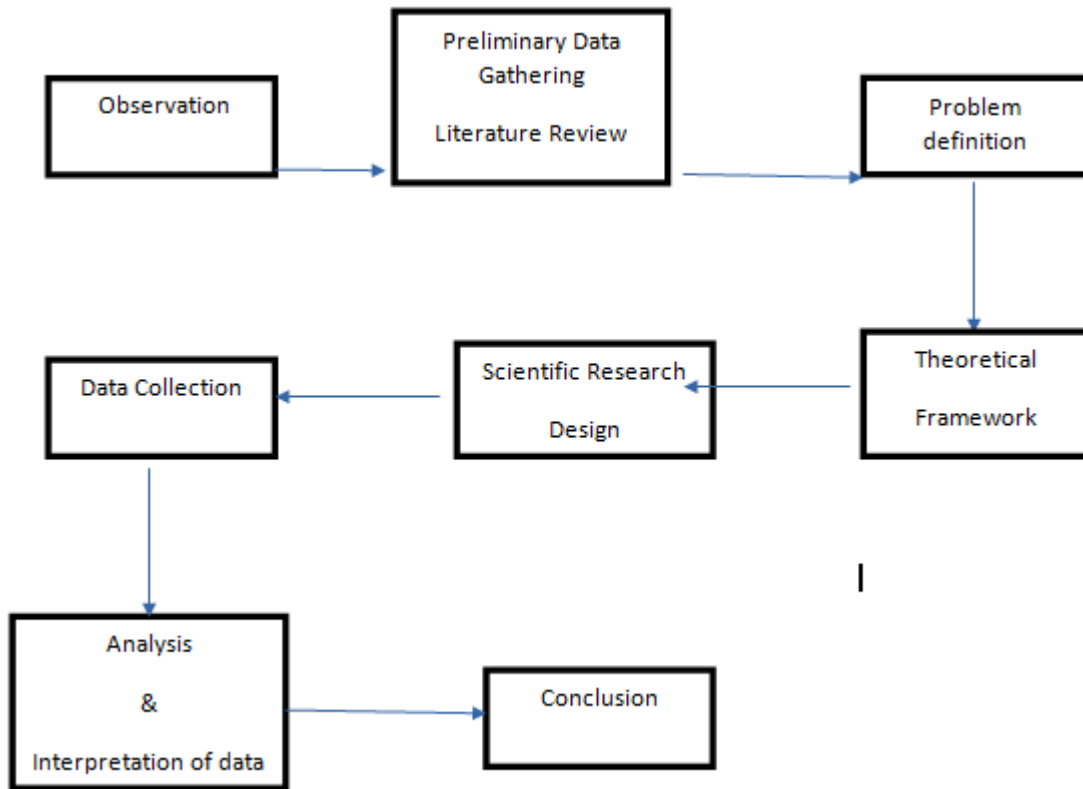 Observation
Preliminary Data
Gathering
Literature Review
Problem
definition
Theoretical
Framework
Scientific Research
Design
Data Collection
Analysis
&
Interpretation of data
Conclusion